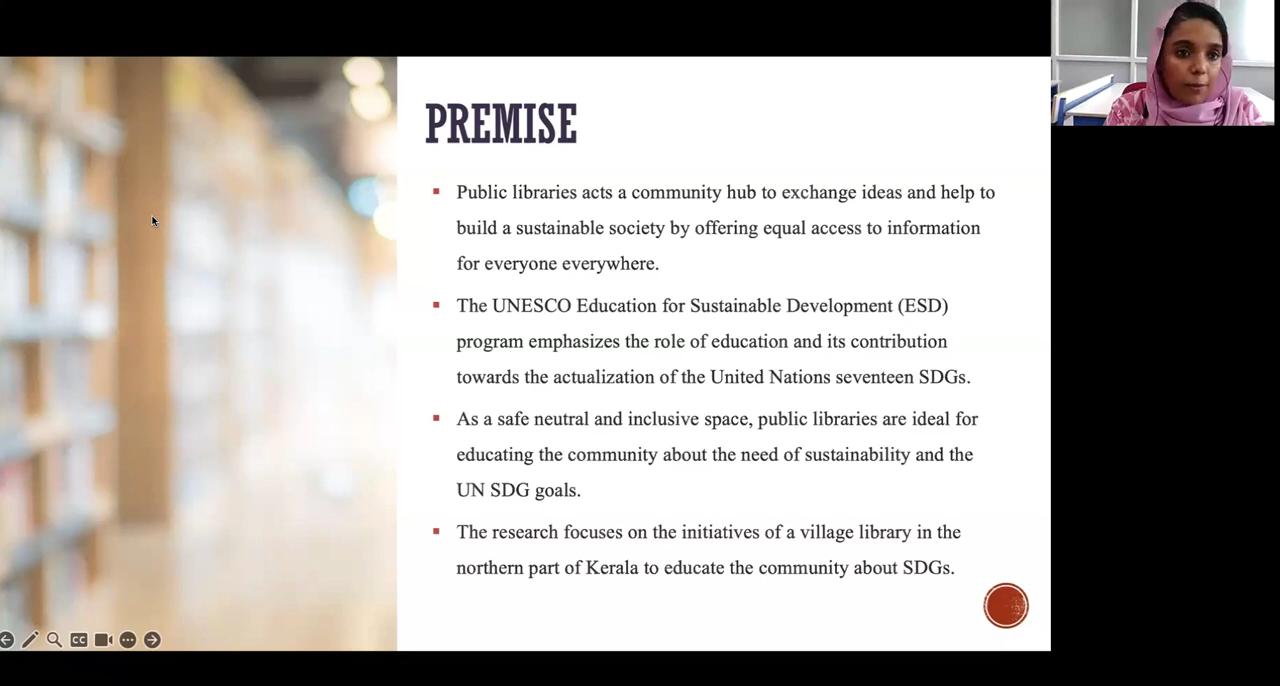 PREMISE
Public libraries acts a community hub to exchange ideas and help to
build a sustainable society by offering equal access to information
for everyone everywhere.
The UNESCO Education for Sustainable Development (ESD)
program emphasizes the role of education and its contribution
towards the actualization of the United Nations seventeen SDGs.
As a safe neutral and inclusive space, public libraries are ideal for
educating the community about the need of sustainability and the
UN SDG goals.
The research focuses on the initiatives of a village library in the
northern part of Kerala to educate the community about SDGs.
CC